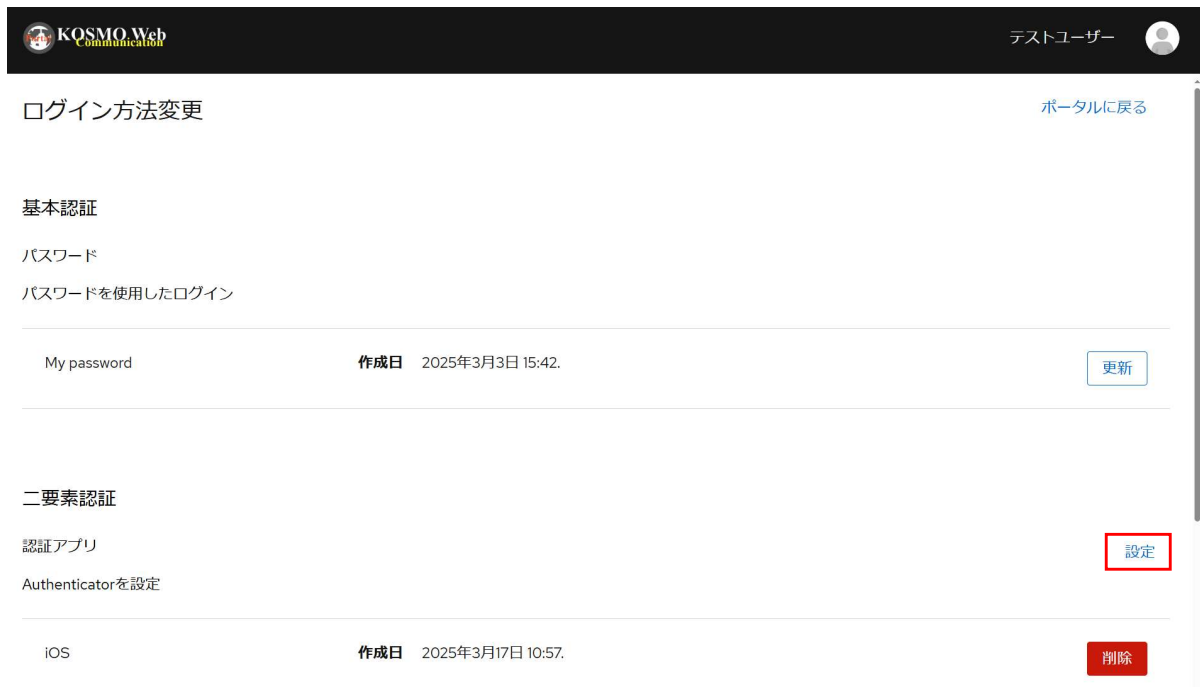 KOSMO Web
Communication
テストユーザー
ログイン方法変更
ポータルに戻る
基本認証
パスワード
パスワードを使用したログイン
My password 作成日 2025年3月3日 15:42. 更新
二要素認証
認証アプリ 設定
Authenticatorを設定
iOS 作成日 2025年3月17日 10:57. 削除